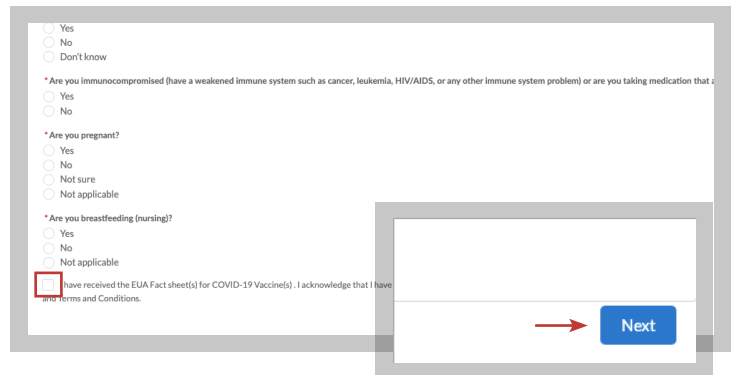 Yes
No
Don't know
* Are you immunocompromised (have a weakened immune system such as cancer, leukemia, HIV/AIDS, or any other immune system problem) or are you taking medication that
Yes
No
* Are you pregnant?
Yes
No
Not sure
Not applicable
* Are you breastfeeding (nursing)?
Yes
No
Not applicable
have received the EUA Fact sheet(s) for COVID-19 Vaccine(s) . I acknowledge that I have
and Terms and Conditions.
Next